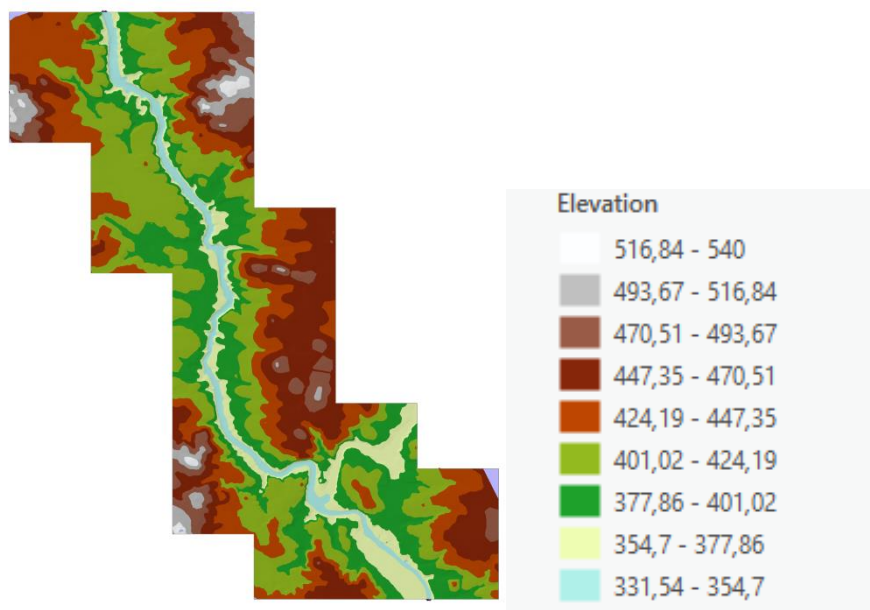 Elevation
516,84 - 540
493,67 - 516,84
470,51 - 493,67
447,35 - 470,51
424,19 - 447,35
401,02 - 424,19
377,86 - 401,02
354,7 - 377,86
331,54 - 354,7